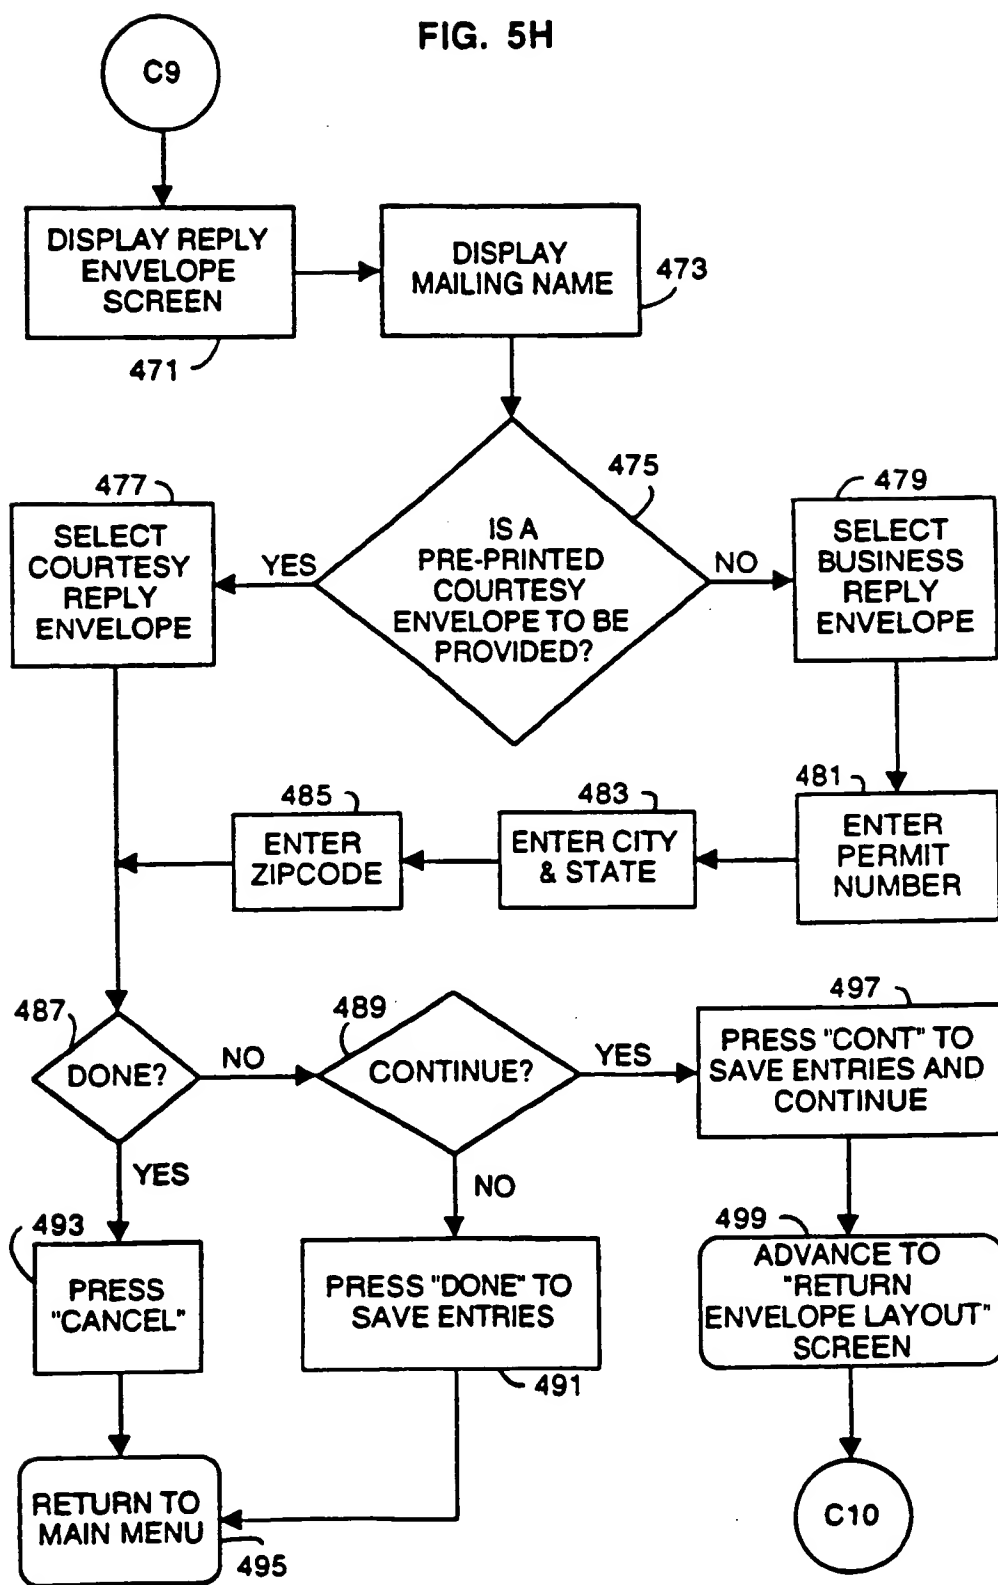 FIG. 5H
C9
DISPLAY REPLY
ENVELOPE
SCREEN
471
DISPLAY
MAILING NAME
473
475
IS A
PRE-PRINTED
COURTESY
ENVELOPE TO BE
PROVIDED?
YES
NO
477
SELECT
COURTESY
REPLY
ENVELOPE
479
SELECT
BUSINESS
REPLY
ENVELOPE
481
ENTER
PERMIT
NUMBER
483
ENTER CITY
& STATE
485
ENTER
ZIPCODE
487
DONE?
NO
YES
489
CONTINUE?
YES
NO
497
PRESS "CONT" TO
SAVE ENTRIES AND
CONTINUE
493
PRESS
"CANCEL"
PRESS "DONE" TO
SAVE ENTRIES
491
499
ADVANCE TO
"RETURN
ENVELOPE LAYOUT"
SCREEN
RETURN TO
MAIN MENU
495
C10